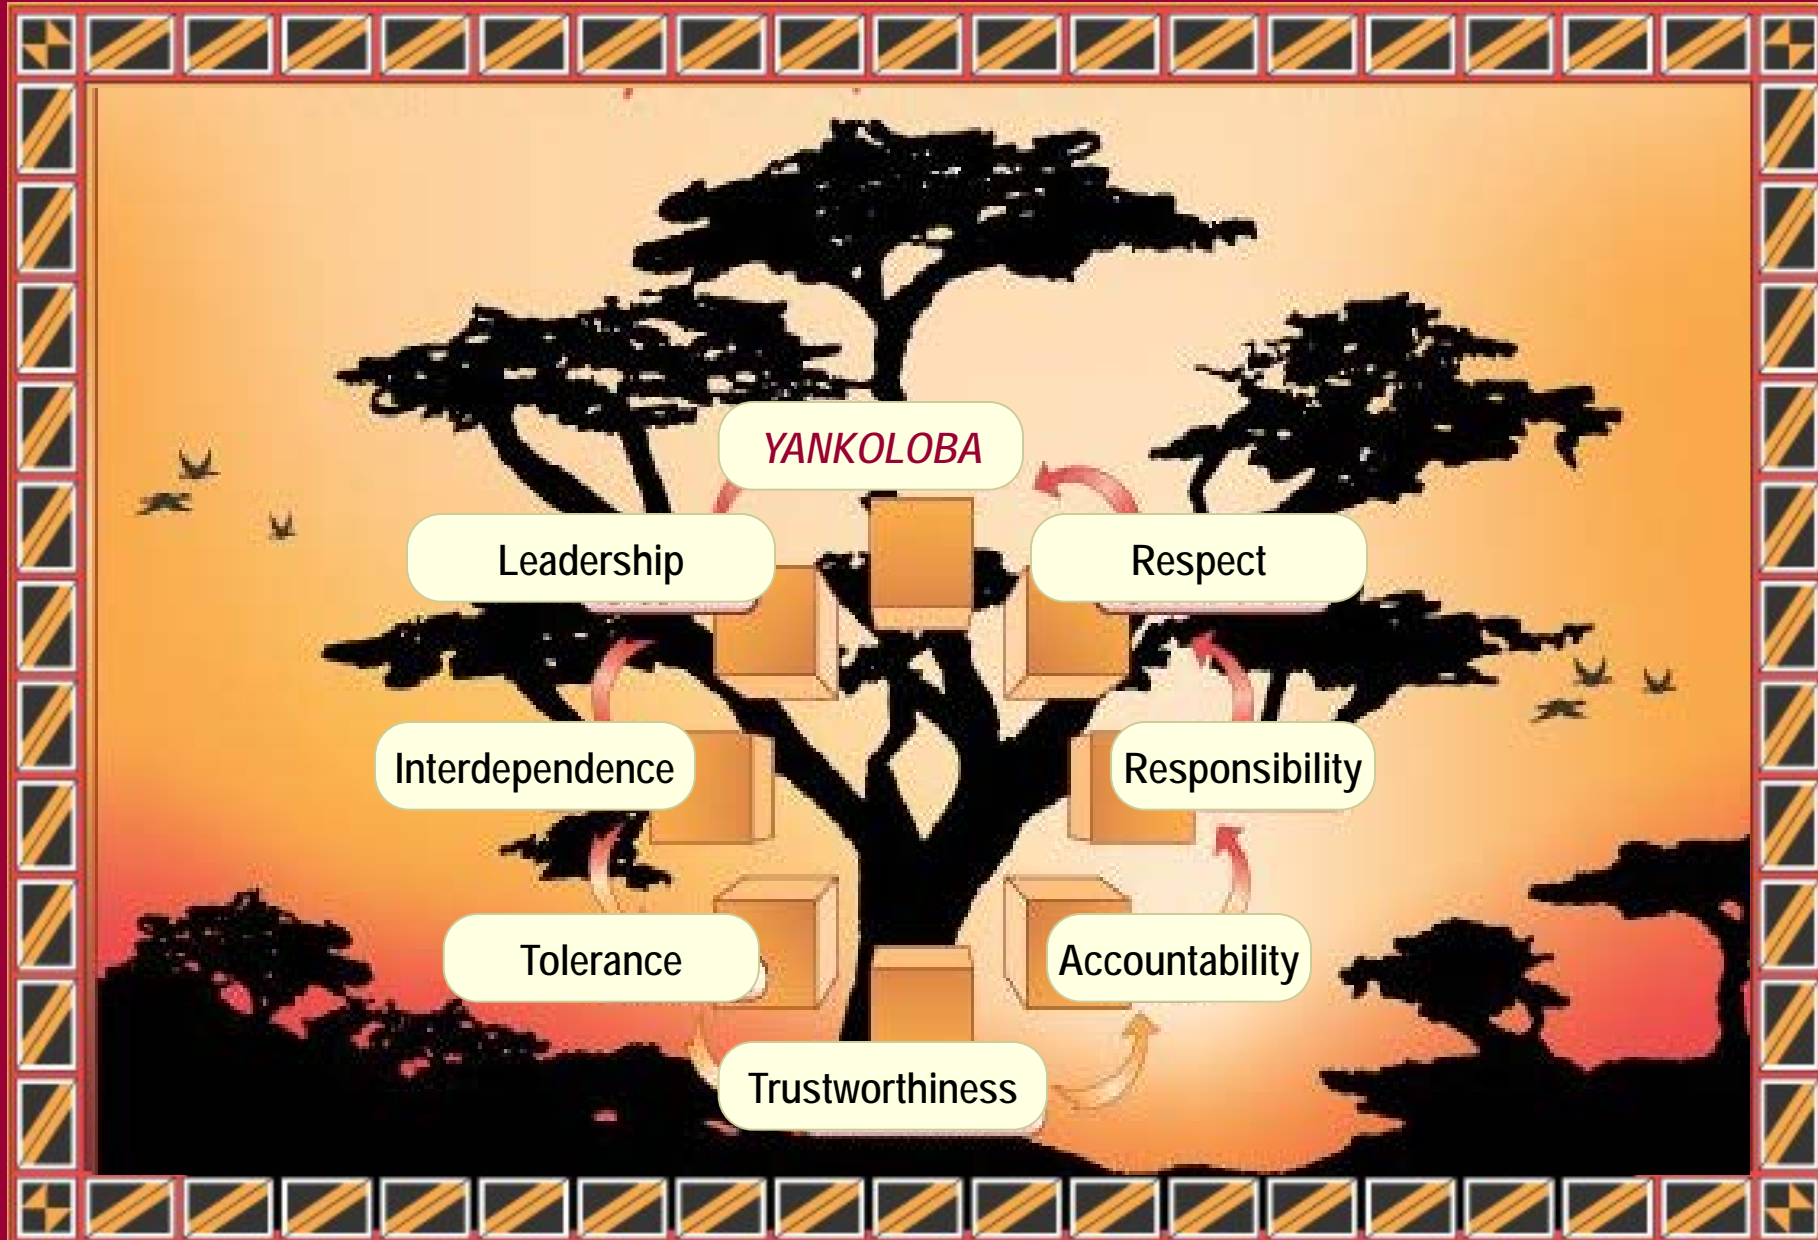 YANKOLOBA
Leadership
Respect
Interdependence
Responsibility
Tolerance
Accountability
Trustworthiness